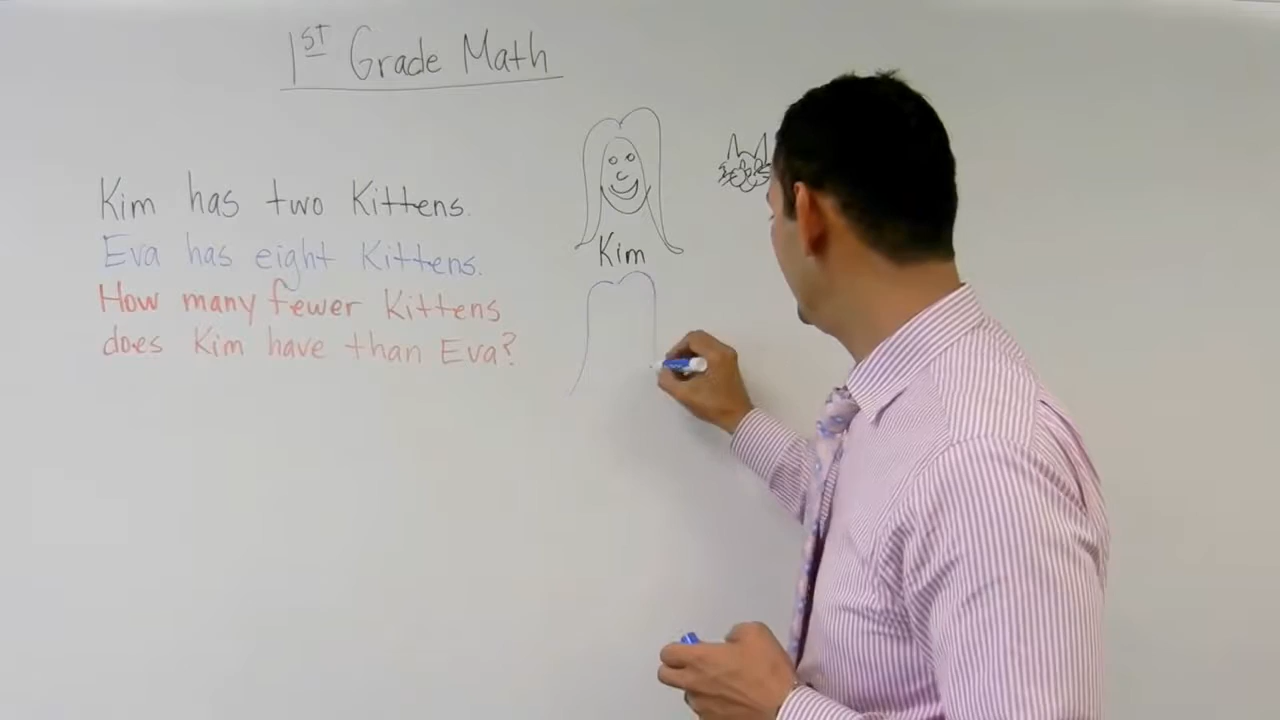 1ST Grade Math
Kim has two Kittens.
Eva has eight Kittens.
How many fewer Kittens
does Kim have than Eva?
Kim